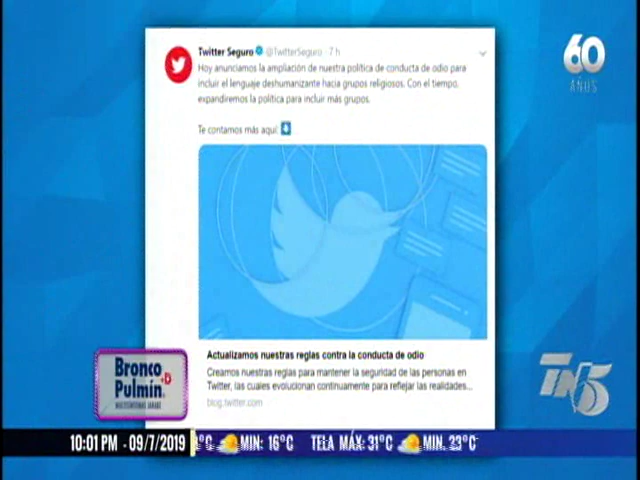 Twitter Seguro @TwitterSeguro · 7 h
Hoy anunciamos la ampliación de nuestra política de conducta de odio para
incluir el lenguaje deshumanizante hacia grupos religiosos. Con el tiempo,
expandiremos la política para incluir más grupos.
Te contamos más aquí:
60
AÑOS
Actualizamos nuestras reglas contra la conducta de odio
Creamos nuestras reglas para mantener la seguridad de las personas en
Twitter, las cuales evolucionan continuamente para reflejar las realidades...
blog.twitter.com
Bronco
Pulmin +D
TN5
10:01 PM - 09/7/2019 °C MIN: 16°C TELA MÁX: 31°C MIN. 23°C